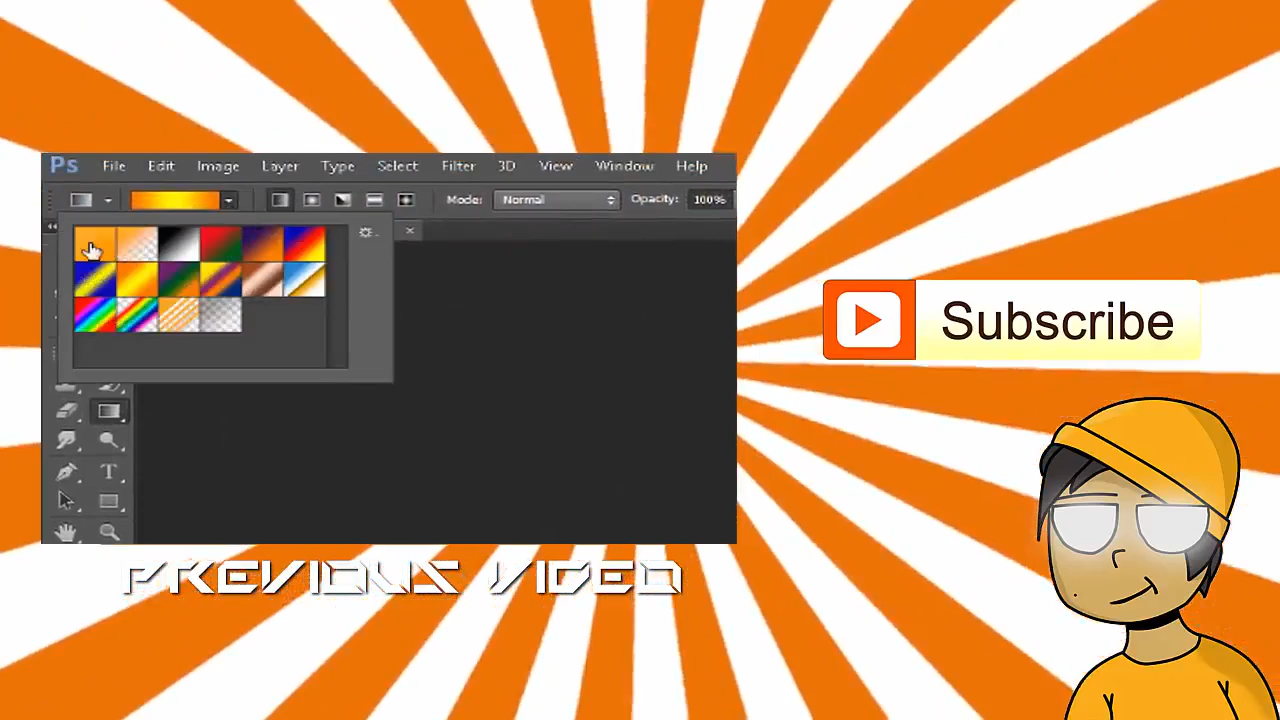 Ps File Edit Image Layer Type Select Filter 3D View Window Help
Mode: Normal Opacity: 100%
T
Subscribe
PREVIOUS VIDEO